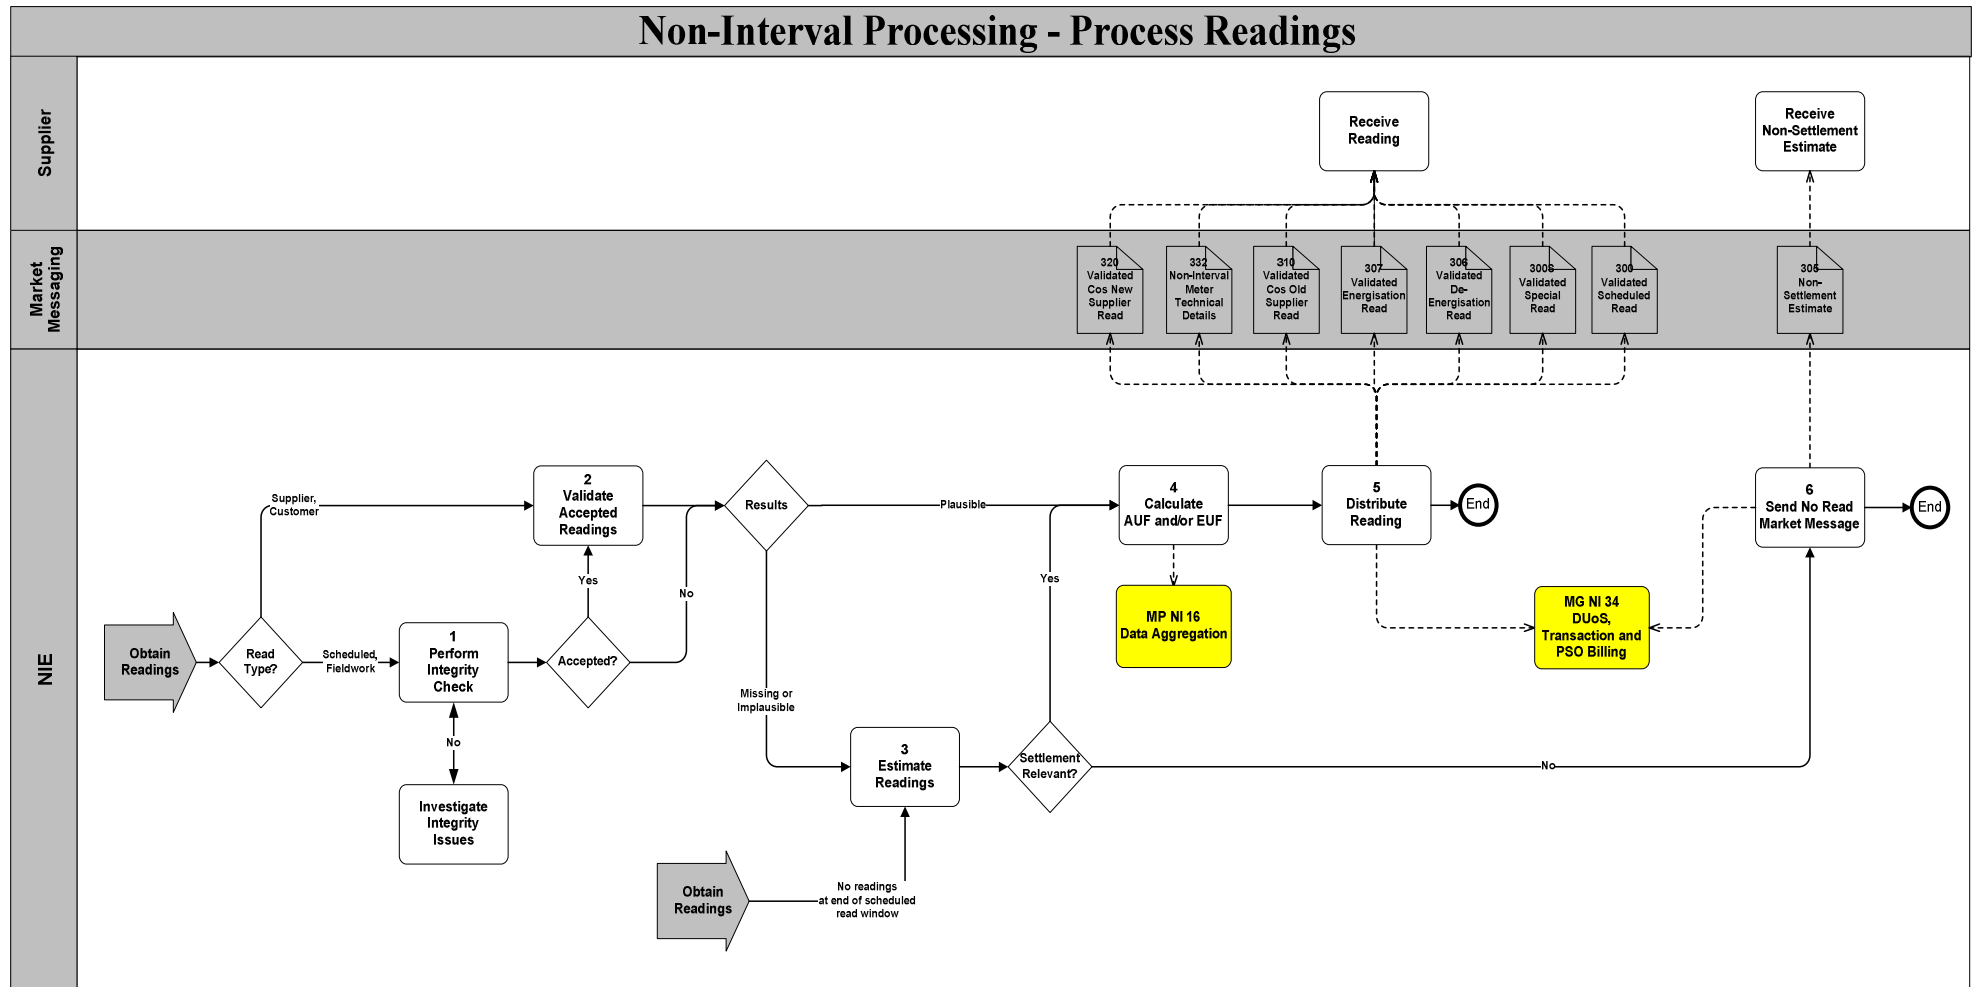 Non-Interval Processing - Process Readings
Supplier
Receive
Reading
Receive
Non-Settlement
Estimate
Market
Messaging
320
Validated
Cos New
Supplier
Read
332
Non-Interval
Meter
Technical
Details
310
Validated
Cos Old
Supplier
Read
307
Validated
Energisation
Read
306
Validated
De-
Energisation
Read
300S
Validated
Special
Read
300
Validated
Scheduled
Read
305
Non-
Settlement
Estimate
NIE
Obtain
Readings
Read
Type?
Supplier,
Customer
Scheduled,
Fieldwork
1
Perform
Integrity
Check
No
Investigate
Integrity
Issues
Accepted?
Yes
No
2
Validate
Accepted
Readings
Results
Plausible
Missing or
Implausible
3
Estimate
Readings
Obtain
Readings
No readings
at end of scheduled
read window
Settlement
Relevant?
Yes
No
4
Calculate
AUF and/or EUF
MP NI 16
Data Aggregation
5
Distribute
Reading
End
MG NI 34
DUoS,
Transaction and
PSO Billing
6
Send No Read
Market Message
End